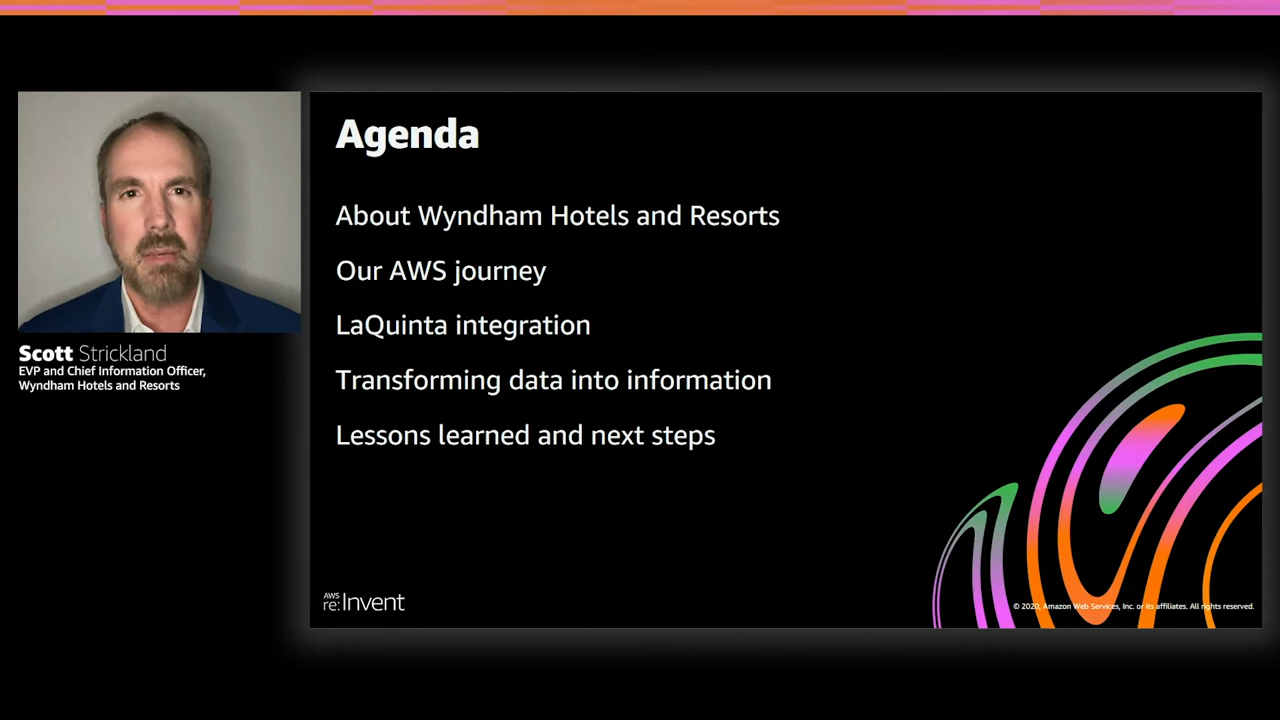 Agenda
About Wyndham Hotels and Resorts
Our AWS journey
LaQuinta integration
Transforming data into information
Lessons learned and next steps
Scott Strickland
EVP and Chief Information Officer,
Wyndham Hotels and Resorts
AWS
re:Invent
© 2020, Amazon Web Services, Inc. or its affiliates. All rights reserved.